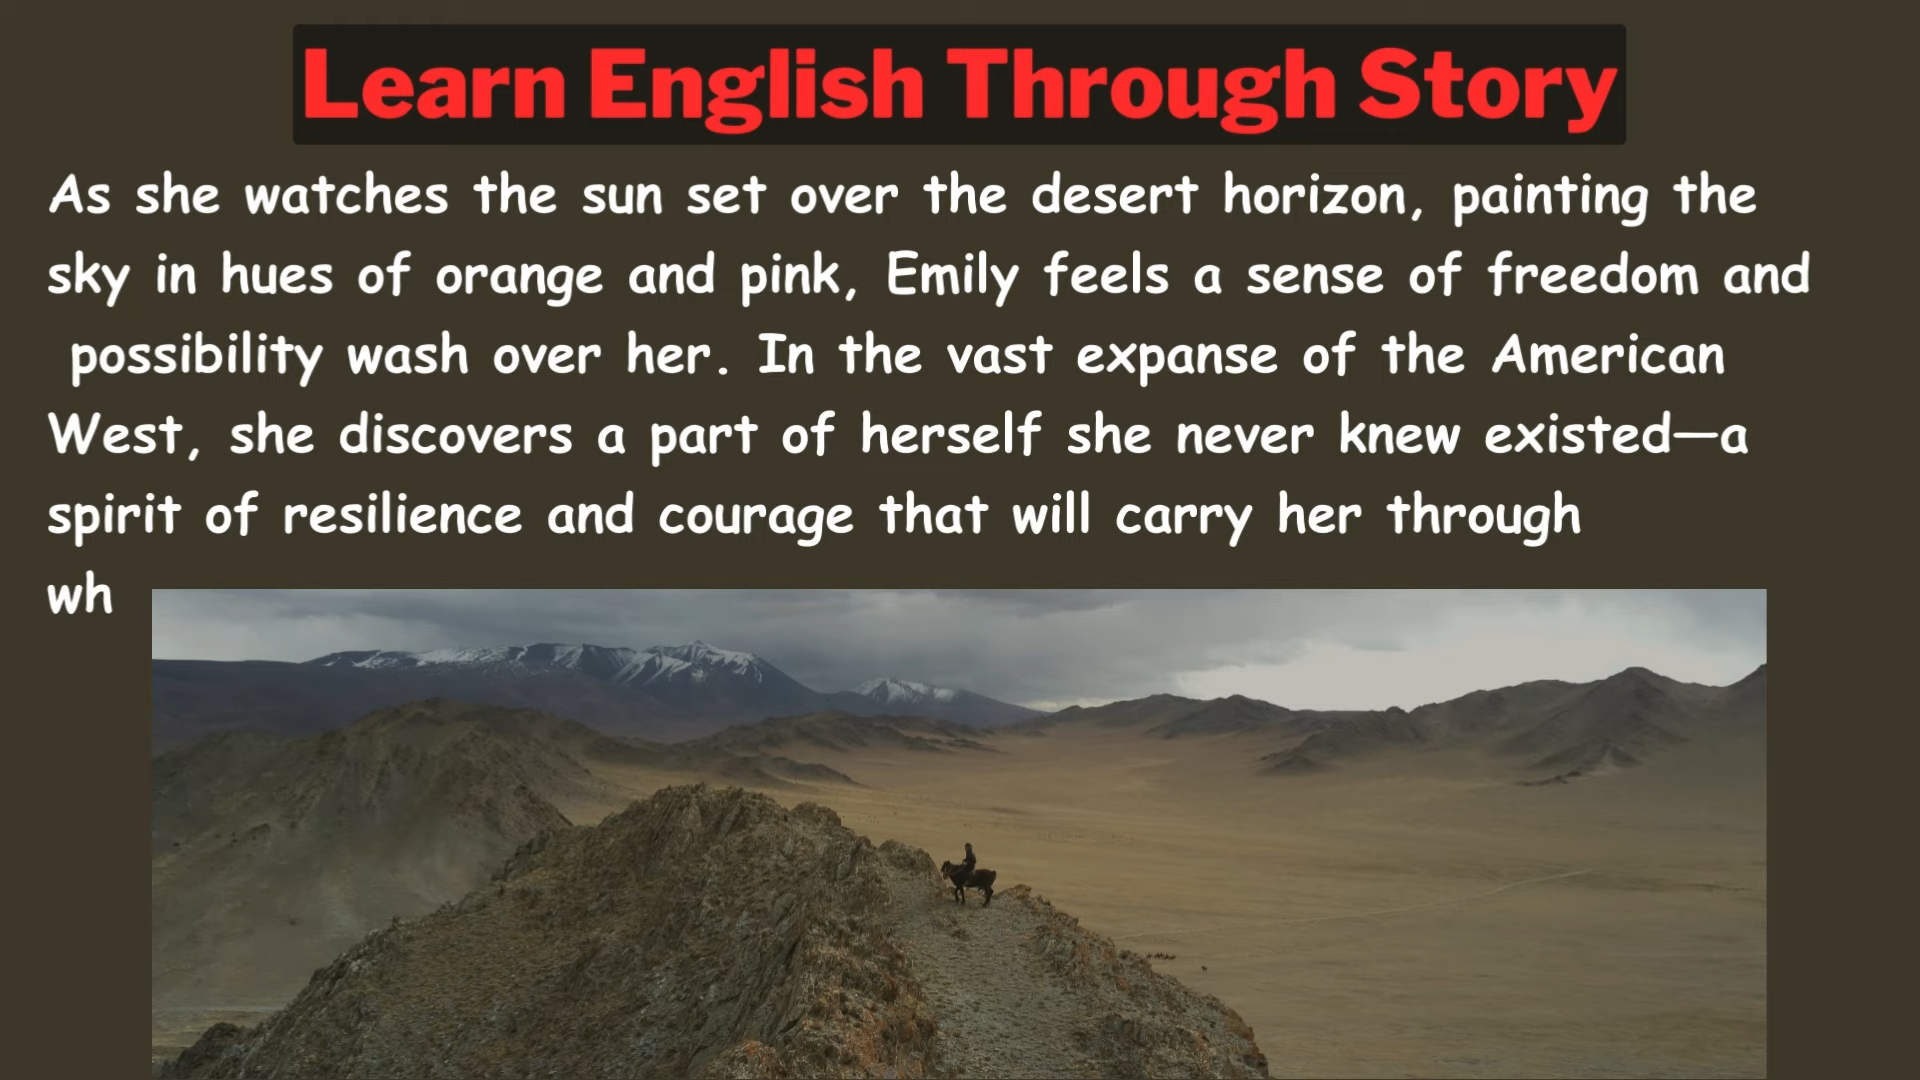 Learn English Through Story
As she watches the sun set over the desert horizon, painting the
sky in hues of orange and pink, Emily feels a sense of freedom and
possibility wash over her. In the vast expanse of the American
West, she discovers a part of herself she never knew existed—a
spirit of resilience and courage that will carry her through
wh